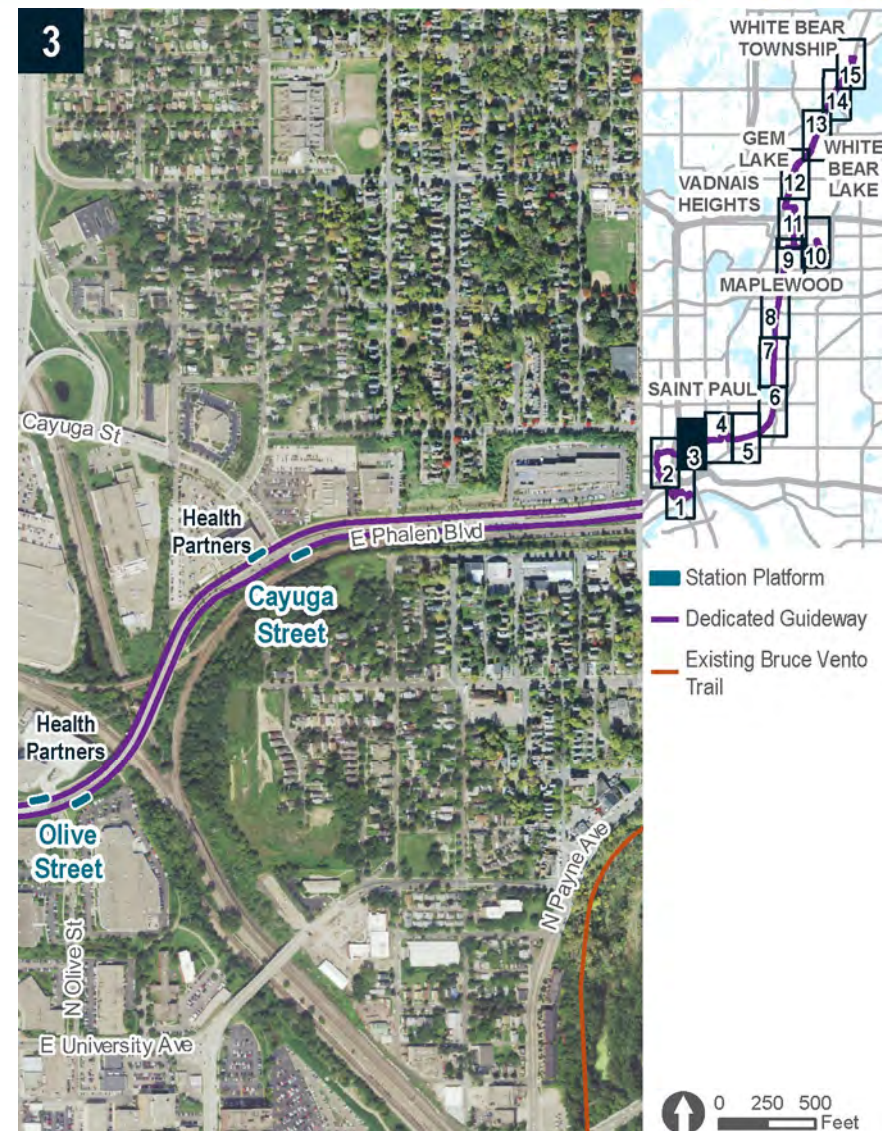 3
Cayuga St
Health
Partners
E Phalen Blvd
Cayuga
Street
Health
Partners
Olive
Street
N Olive St
N Payne Ave
E University Ave
WHITE BEAR
TOWNSHIP
15
14
13
GEM
LAKE
WHITE
BEAR
LAKE
12
VADNAIS
HEIGHTS
11
9
10
MAPLEWOOD
8
7
SAINT PAUL
6
4
5
3
2
1
Station Platform
Dedicated Guideway
Existing Bruce Vento
Trail
0 250 500
Feet